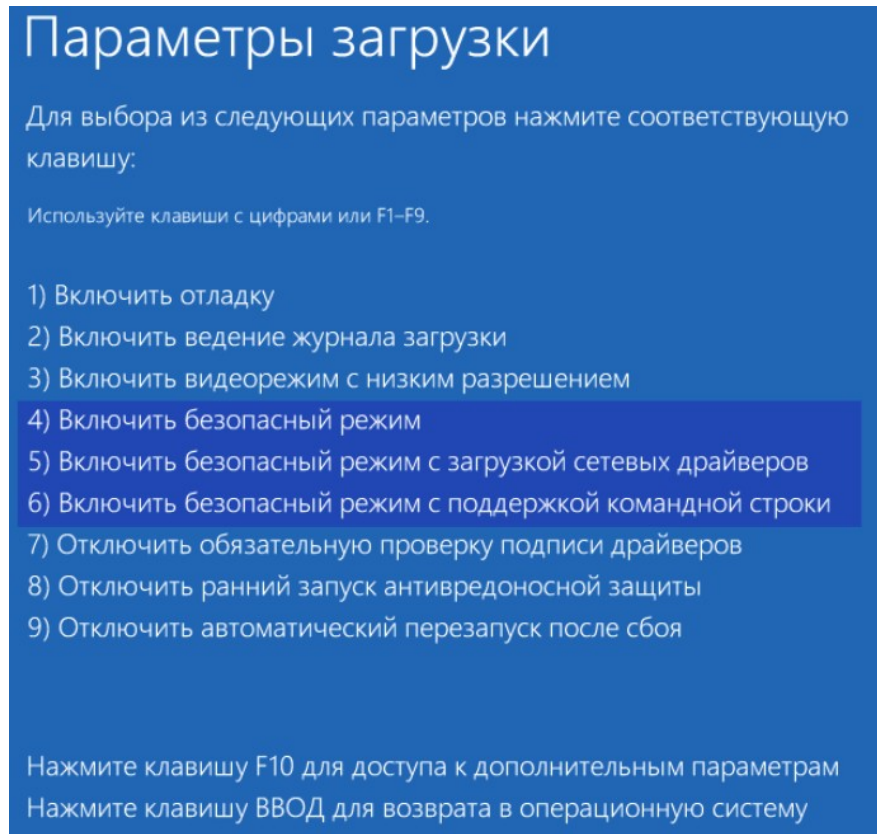 Параметры загрузки
Для выбора из следующих параметров нажмите соответствующую
клавишу:
Используйте клавиши с цифрами или F1–F9.
1) Включить отладку
2) Включить ведение журнала загрузки
3) Включить видеорежим с низким разрешением
4) Включить безопасный режим
5) Включить безопасный режим с загрузкой сетевых драйверов
6) Включить безопасный режим с поддержкой командной строки
7) Отключить обязательную проверку подписи драйверов
8) Отключить ранний запуск антивредоносной защиты
9) Отключить автоматический перезапуск после сбоя
Нажмите клавишу F10 для доступа к дополнительным параметрам
Нажмите клавишу ВВОД для возврата в операционную систему